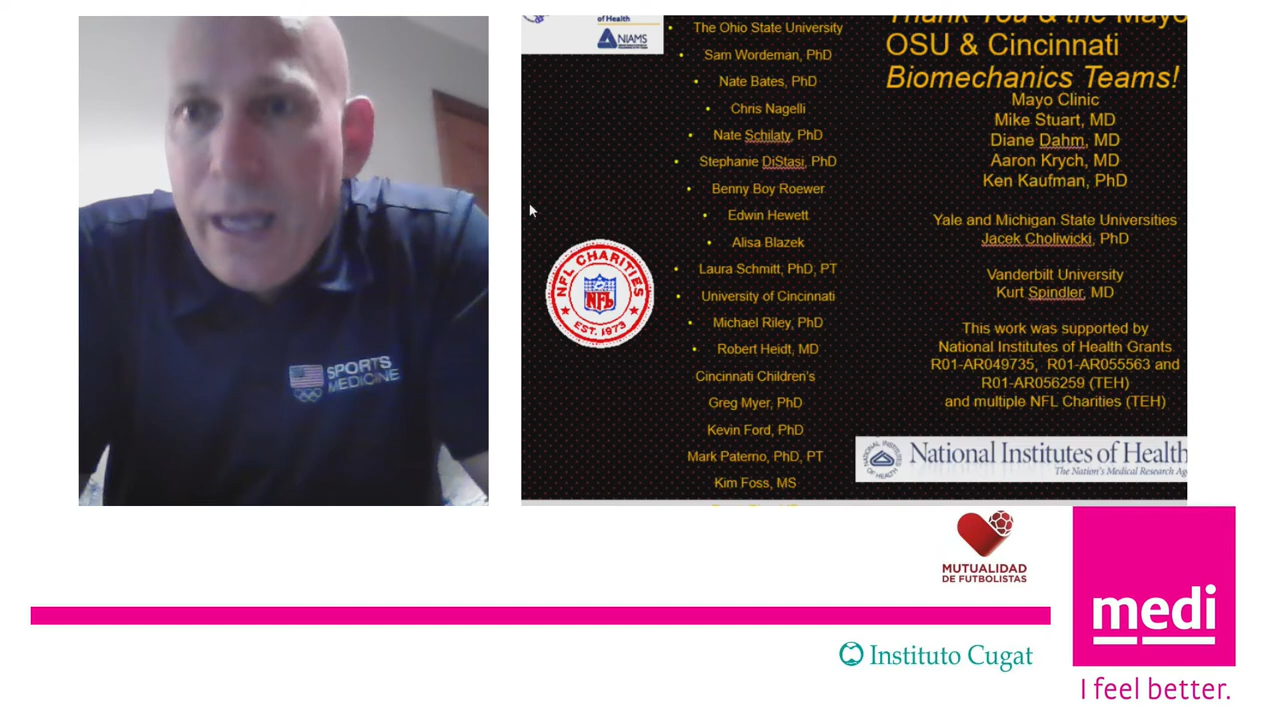 SPORTS
MEDICINE
of Health
NIAMS
The Ohio State University
Sam Wordeman, PhD
Nate Bates, PhD
Chris Nagelli
Nate Schilaty, PhD
Stephanie DiStasi, PhD
Benny Boy Roewer
Edwin Hewett
Alisa Blazek
Laura Schmitt, PhD, PT
University of Cincinnati
Michael Riley, PhD
Robert Heidt, MD
Cincinnati Children's
Greg Myer, PhD
Kevin Ford, PhD
Mark Paterno, PhD, PT
Kim Foss, MS
NFL CHARITIES
NFL
EST. 1973
Thank You & the Mayo
OSU & Cincinnati
Biomechanics Teams!
Mayo Clinic
Mike Stuart, MD
Diane Dahm, MD
Aaron Krych, MD
Ken Kaufman, PhD
Yale and Michigan State Universities
Jacek Choliwicki, PhD
Vanderbilt University
Kurt Spindler, MD
This work was supported by
National Institutes of Health Grants
R01-AR049735, R01-AR055563 and
R01-AR056259 (TEH)
and multiple NFL Charities (TEH)
National Institutes of Health
The Nation's Medical Research Ag
MUTUALIDAD
DE FUTBOLISTAS
medi
Instituto Cugat
I feel better.